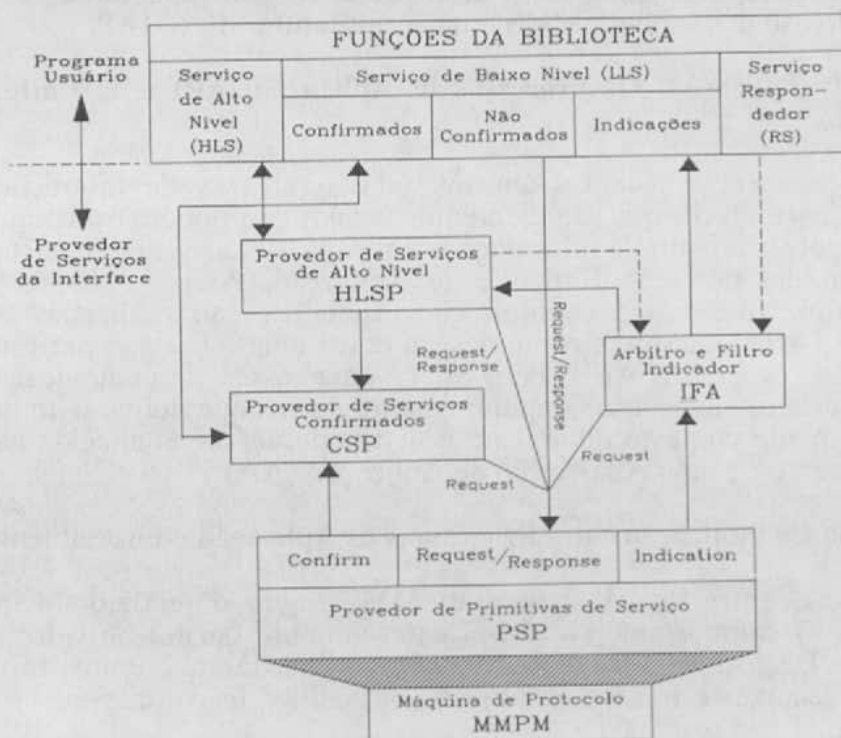 FUNÇÕES DA BIBLIOTECA
Programa
Usuário
Serviço
de Alto
Nivel
(HLS)
Serviço de Baixo Nivel (LLS)
Confirmados
Não
Confirmados
Indicações
Serviço
Respon-
dedor
(RS)
Provedor
de Serviços
da Interface
Provedor de Serviços
de Alto Nivel
HLSP
Request/
Response
Request/Response
Arbitro e Filtro
Indicador
IFA
Provedor de Serviços
Confirmados
CSP
Request
Request
Confirm
Request/Response
Indication
Provedor de Primitivas de Serviço
PSP
Máquina de Protocolo
MMPM